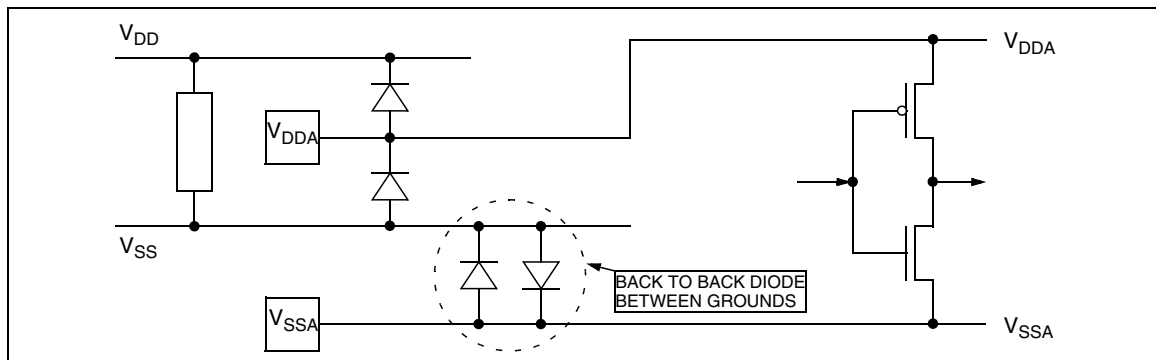 VDD
VDDA
VDDA
VSS
BACK TO BACK DIODE
BETWEEN GROUNDS
VSSA
VSSA